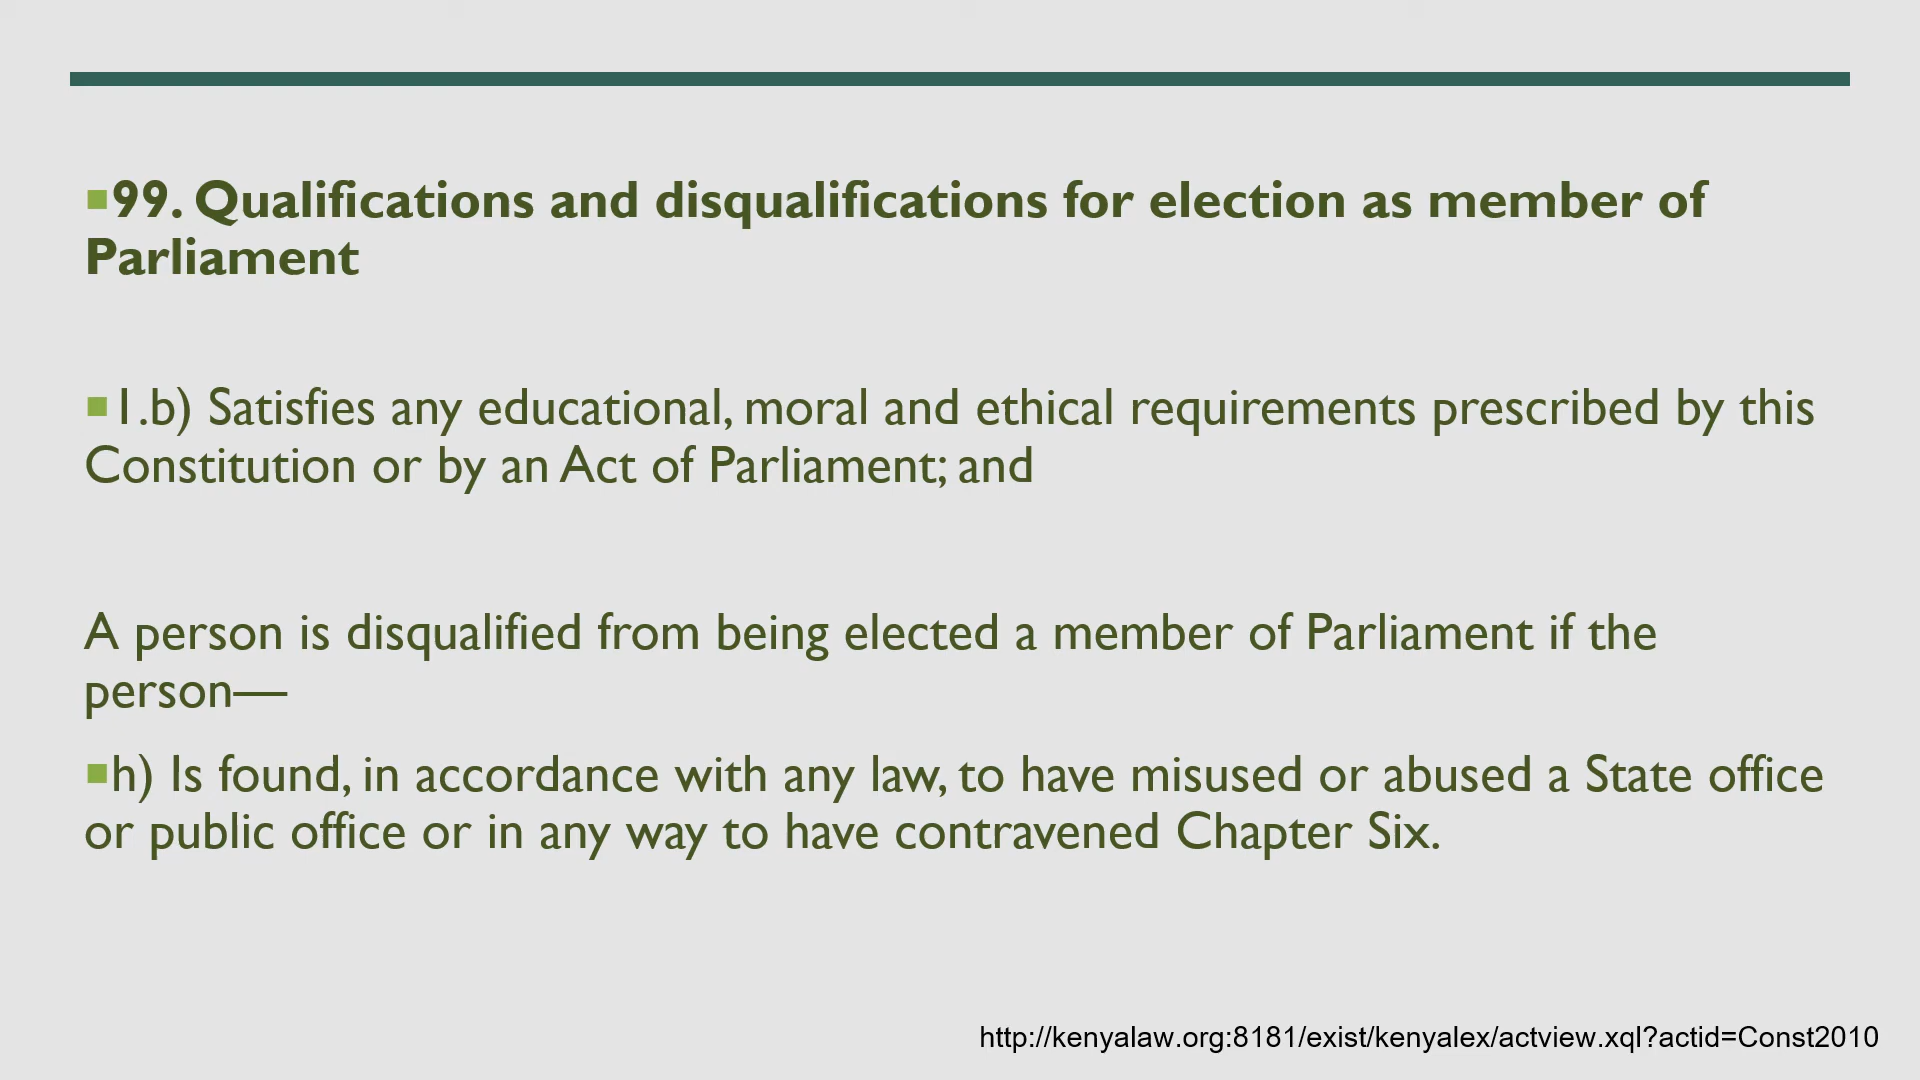 99. Qualifications and disqualifications for election as member of
Parliament
1.b) Satisfies any educational, moral and ethical requirements prescribed by this
Constitution or by an Act of Parliament; and
A person is disqualified from being elected a member of Parliament if the
person—
h) Is found, in accordance with any law, to have misused or abused a State office
or public office or in any way to have contravened Chapter Six.
http://kenyalaw.org:8181/exist/kenyalex/actview.xql?actid=Const2010